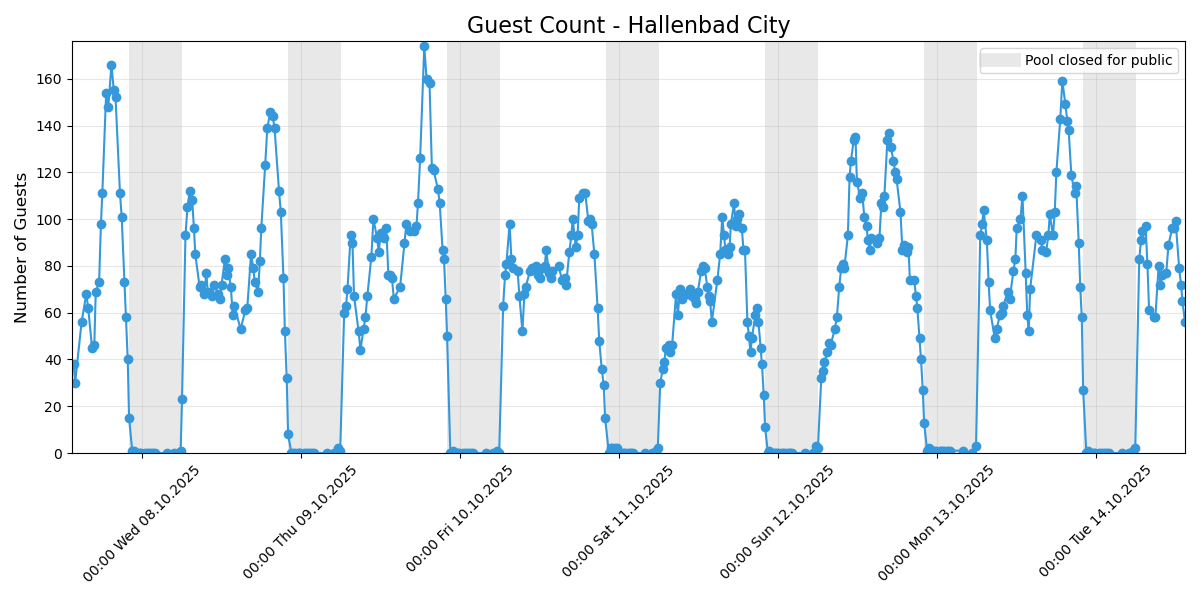 Guest Count - Hallenbad City
Pool closed for public
Number of Guests
160
140
120
100
80
60
40
20
0
00:00 Wed 08.10.2025
00:00 Thu 09.10.2025
00:00 Fri 10.10.2025
00:00 Sat 11.10.2025
00:00 Sun 12.10.2025
00:00 Mon 13.10.2025
00:00 Tue 14.10.2025